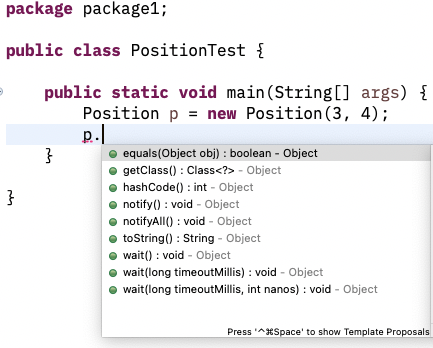 package package1;
public class PositionTest {
public static void main(String[] args) {
Position p = new Position(3, 4);
p.
equals(Object obj) : boolean - Object
getClass() : Class<?> - Object
hashCode() : int - Object
notify() : void - Object
notifyAll() : void - Object
toString() : String - Object
wait() : void - Object
wait(long timeoutMillis) : void - Object
wait(long timeoutMillis, int nanos) : void - Object
Press '^⌘Space' to show Template Proposals
}
}